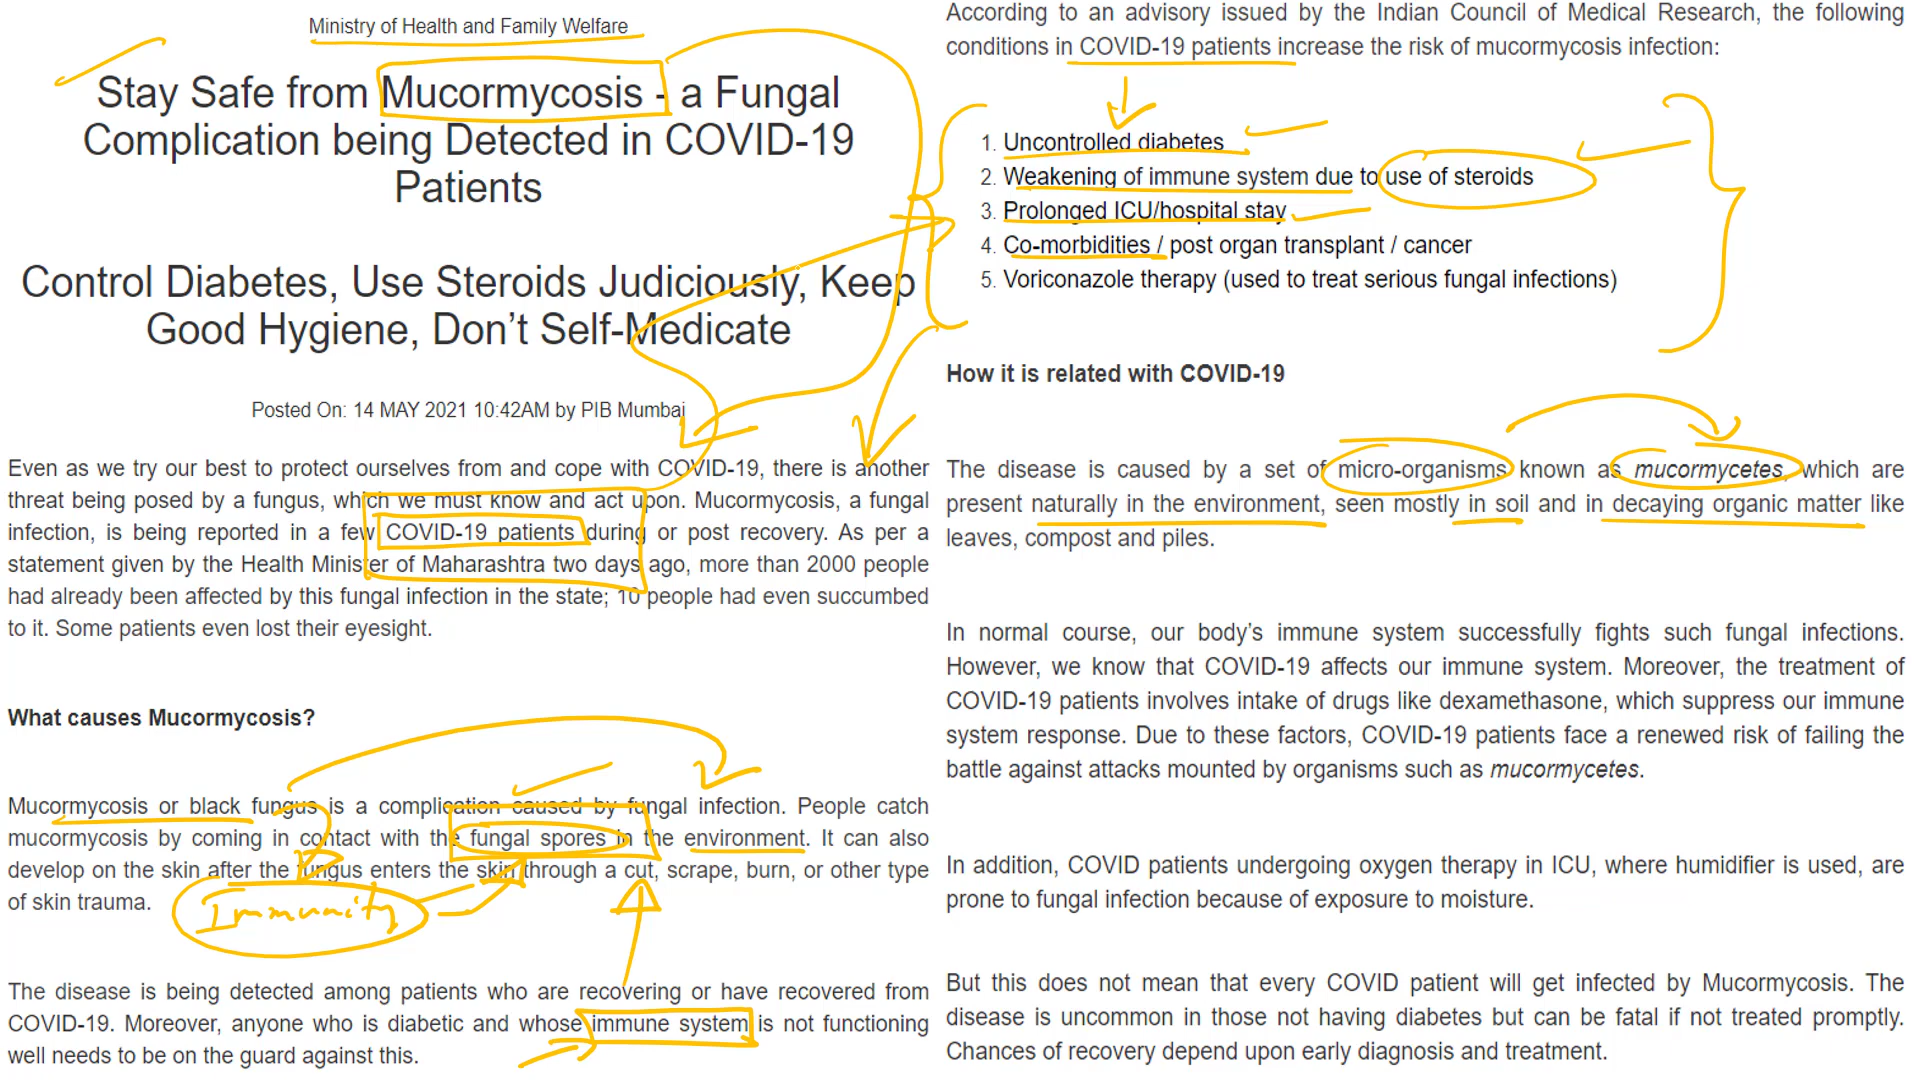 Ministry of Health and Family Welfare
Stay Safe from Mucormycosis - a Fungal
Complication being Detected in COVID-19
Patients
Control Diabetes, Use Steroids Judiciously, Keep
Good Hygiene, Don’t Self-Medicate
Posted On: 14 MAY 2021 10:42AM by PIB Mumbai
Even as we try our best to protect ourselves from and cope with COVID-19, there is another
threat being posed by a fungus, which we must know and act upon. Mucormycosis, a fungal
infection, is being reported in a few COVID-19 patients during or post recovery. As per a
statement given by the Health Minister of Maharashtra two days ago, more than 2000 people
had already been affected by this fungal infection in the state; 10 people had even succumbed
to it. Some patients even lost their eyesight.
What causes Mucormycosis?
Mucormycosis or black fungus is a complication caused by fungal infection. People catch
mucormycosis by coming in contact with the fungal spores in the environment. It can also
develop on the skin after the fungus enters the skin through a cut, scrape, burn, or other type
of skin trauma.
Immunity
The disease is being detected among patients who are recovering or have recovered from
COVID-19. Moreover, anyone who is diabetic and whose immune system is not functioning
well needs to be on the guard against this.
According to an advisory issued by the Indian Council of Medical Research, the following
conditions in COVID-19 patients increase the risk of mucormycosis infection:
1. Uncontrolled diabetes
2. Weakening of immune system due to use of steroids
3. Prolonged ICU/hospital stay
4. Co-morbidities / post organ transplant / cancer
5. Voriconazole therapy (used to treat serious fungal infections)
How it is related with COVID-19
The disease is caused by a set of micro-organisms known as mucormycetes, which are
present naturally in the environment, seen mostly in soil and in decaying organic matter like
leaves, compost and piles.
In normal course, our body’s immune system successfully fights such fungal infections.
However, we know that COVID-19 affects our immune system. Moreover, the treatment of
COVID-19 patients involves intake of drugs like dexamethasone, which suppress our immune
system response. Due to these factors, COVID-19 patients face a renewed risk of failing the
battle against attacks mounted by organisms such as mucormycetes.
In addition, COVID patients undergoing oxygen therapy in ICU, where humidifier is used, are
prone to fungal infection because of exposure to moisture.
But this does not mean that every COVID patient will get infected by Mucormycosis. The
disease is uncommon in those not having diabetes but can be fatal if not treated promptly.
Chances of recovery depend upon early diagnosis and treatment.